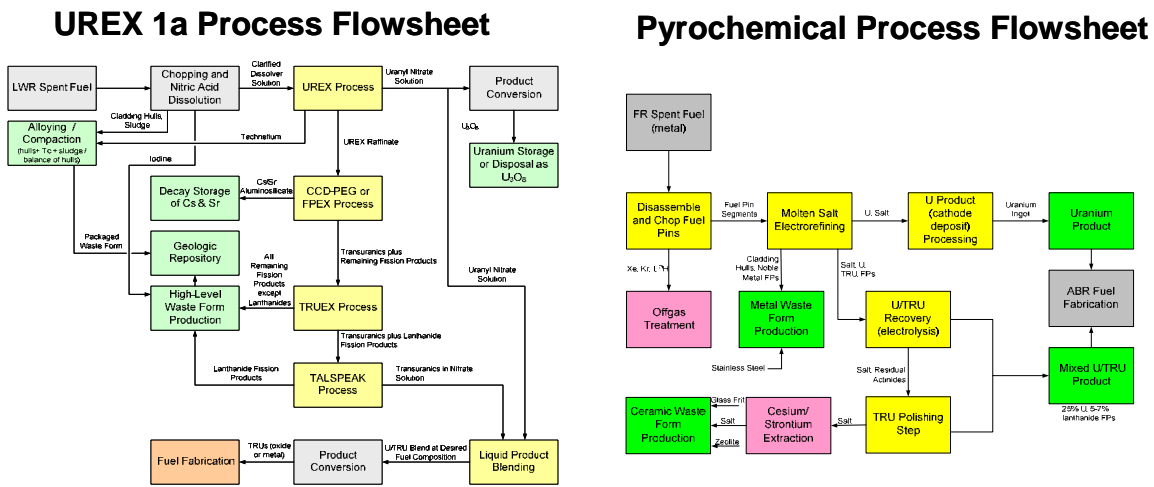 UREX 1a Process Flowsheet
LWR Spent Fuel
Chopping and
Nitric Acid
Dissolution
Clarified
Dissolver
Solution
UREX Process
Uranyl Nitrate
Solution
Product
Conversion
Cladding Hulls,
Sludge
Alloying /
Compaction
(hulls+ Tc + sludge /
balance of hulls)
Technetium
Iodine
UREX Raffinate
U₃O₈
Uranium Storage
or Disposal as
U₃O₈
Decay Storage
of Cs & Sr
Cs/Sr
Aluminosilicate
CCD-PEG or
FPEX Process
Packaged
Waste Form
Geologic
Repository
Transuranics plus
Remaining Fission Products
All
Remaining
Fission
Products
except
Lanthanides
Uranyl Nitrate
Solution
High-Level
Waste Form
Production
TRUEX Process
Transuranics plus Lanthanide
Fission Products
Lanthanide Fission
Products
TALSPEAK
Process
Transuranics in Nitrate
Solution
Fuel Fabrication
TRUs (oxide
or metal)
Product
Conversion
U/TRU Blend at Desired
Fuel Composition
Liquid Product
Blending
Pyrochemical Process Flowsheet
FR Spent Fuel
(metal)
Disassemble
and Chop Fuel
Pins
Fuel Pin
Segments
Molten Salt
Electrorefining
U, Salt
U Product
(cathode
deposit)
Processing
Uranium
Ingot
Uranium
Product
Xe, Kr, I, ³H
Cladding
Hulls, Noble
Metal FPs
Salt, U,
TRU, FPs
Offgas
Treatment
Metal Waste
Form
Production
U/TRU
Recovery
(electrolysis)
ABR Fuel
Fabrication
Stainless Steel
Salt, Residual
Actinides
Mixed U/TRU
Product
25% U, 5-7%
lanthanide FPs
Ceramic Waste
Form
Production
Glass Frit
Salt
Zeolite
Cesium/
Strontium
Extraction
Salt
TRU Polishing
Step